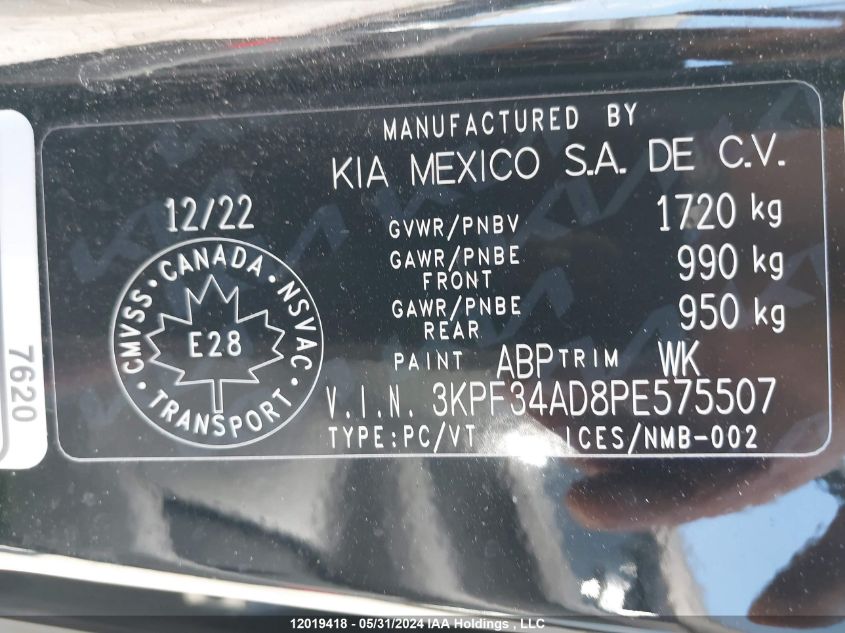 MANUFACTURED BY
KIA MEXICO S.A. DE C.V.
12/22
GVWR/PNBV 1720 kg
GAWR/PNBE FRONT 990 kg
GAWR/PNBE REAR 950 kg
CMVSS · CANADA · NSVAC · TRANSPORT ·
E28
PAINT ABP TRIM WK
V.I.N. 3KPF34AD8PE575507
TYPE:PC/VT ICES/NMB-002
7620
12019418 - 05/31/2024 IAA Holdings , LLC